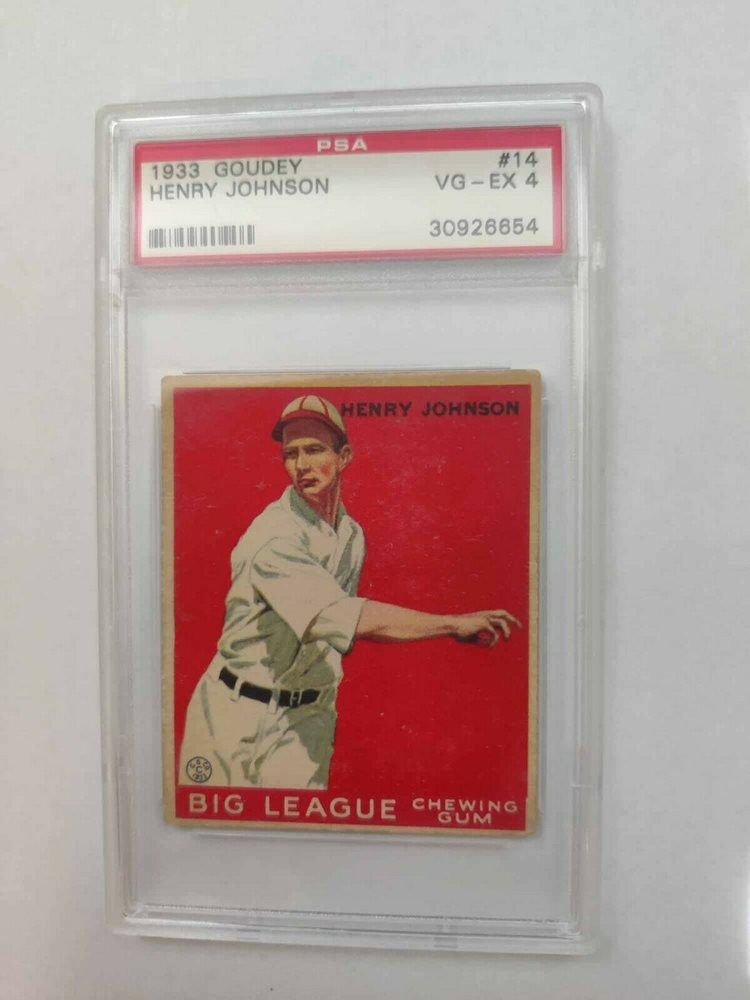 PSA
1933 GOUDEY #14
HENRY JOHNSON VG-EX 4
30926654
HENRY JOHNSON
BIG LEAGUE CHEWING GUM